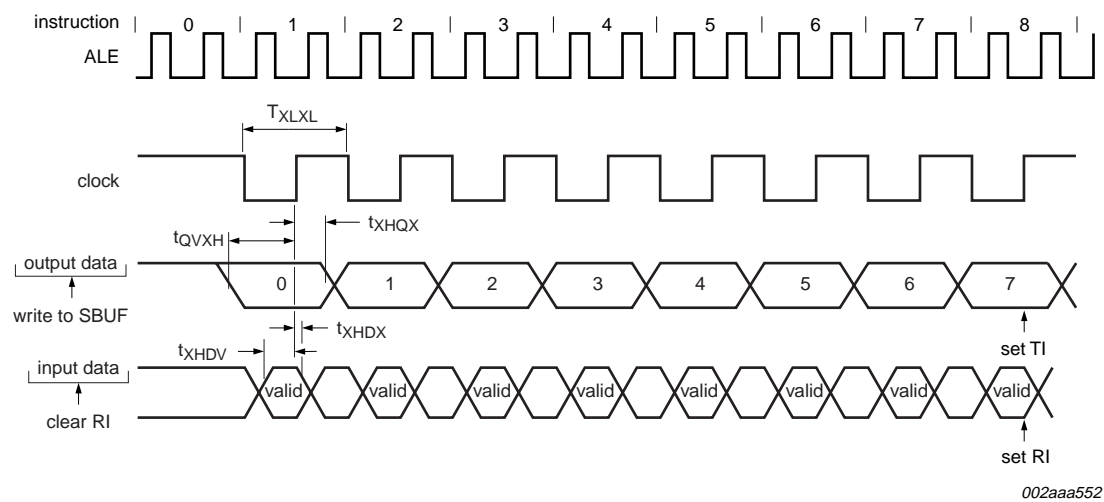 instruction | 0 | 1 | 2 | 3 | 4 | 5 | 6 | 7 | 8 |
ALE
TXLXL
clock
tXHQX
tQVXH
output data
0 1 2 3 4 5 6 7
write to SBUF
tXHDX
set TI
tXHDV
input data
valid valid valid valid valid valid valid valid
clear RI
set RI
002aaa552